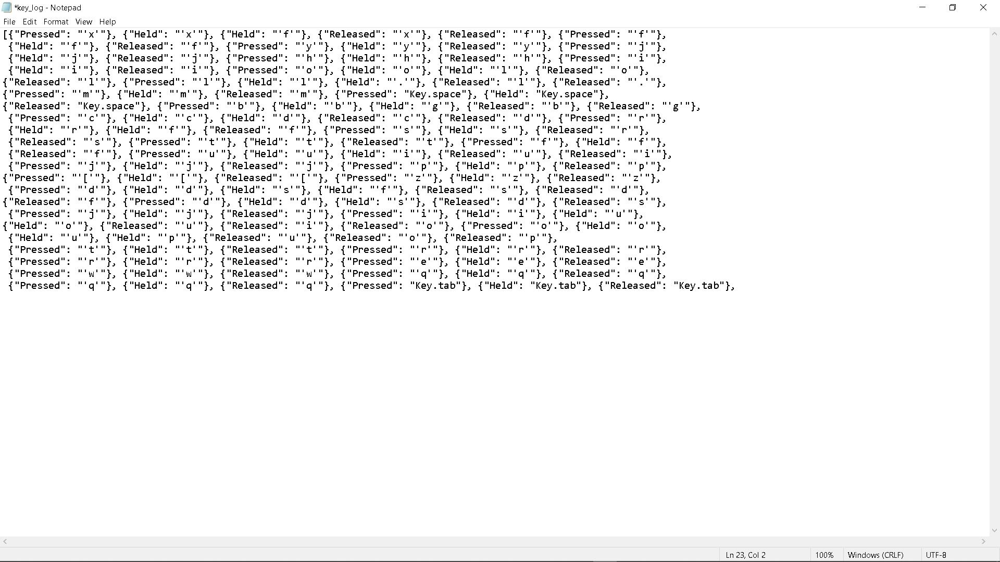 *key_log - Notepad
File Edit Format View Help
[{"Pressed": "'x'"}, {"Held": "'x'"}, {"Held": "'f'"}, {"Released": "'x'"}, {"Released": "'f'"}, {"Pressed": "'f'"},
{"Held": "'f'"}, {"Released": "'f'"}, {"Pressed": "'y'"}, {"Held": "'y'"}, {"Released": "'y'"}, {"Pressed": "'j'"},
{"Held": "'j'"}, {"Released": "'j'"}, {"Pressed": "'h'"}, {"Held": "'h'"}, {"Released": "'h'"}, {"Pressed": "'i'"},
{"Held": "'i'"}, {"Released": "'i'"}, {"Pressed": "'o'"}, {"Held": "'o'"}, {"Held": "'l'"}, {"Released": "'o'"},
{"Released": "'l'"}, {"Pressed": "'l'"}, {"Held": "'l'"}, {"Held": "'.'"}, {"Released": "'l'"}, {"Released": "'.'"},
{"Pressed": "'m'"}, {"Held": "'m'"}, {"Released": "'m'"}, {"Pressed": "Key.space"}, {"Held": "Key.space"},
{"Released": "Key.space"}, {"Pressed": "'b'"}, {"Held": "'b'"}, {"Held": "'g'"}, {"Released": "'b'"}, {"Released": "'g'"},
{"Pressed": "'c'"}, {"Held": "'c'"}, {"Held": "'d'"}, {"Released": "'c'"}, {"Released": "'d'"}, {"Pressed": "'r'"},
{"Held": "'r'"}, {"Held": "'f'"}, {"Released": "'f'"}, {"Pressed": "'s'"}, {"Held": "'s'"}, {"Released": "'r'"},
{"Released": "'s'"}, {"Pressed": "'t'"}, {"Held": "'t'"}, {"Released": "'t'"}, {"Pressed": "'f'"}, {"Held": "'f'"},
{"Released": "'f'"}, {"Pressed": "'u'"}, {"Held": "'u'"}, {"Held": "'i'"}, {"Released": "'u'"}, {"Released": "'i'"},
{"Pressed": "'j'"}, {"Held": "'j'"}, {"Released": "'j'"}, {"Pressed": "'p'"}, {"Held": "'p'"}, {"Released": "'p'"},
{"Pressed": "'['"}, {"Held": "'['"}, {"Released": "'['"}, {"Pressed": "'z'"}, {"Held": "'z'"}, {"Released": "'z'"},
{"Pressed": "'d'"}, {"Held": "'d'"}, {"Held": "'s'"}, {"Held": "'f'"}, {"Released": "'s'"}, {"Released": "'d'"},
{"Released": "'f'"}, {"Pressed": "'d'"}, {"Held": "'d'"}, {"Held": "'s'"}, {"Released": "'d'"}, {"Released": "'s'"},
{"Pressed": "'j'"}, {"Held": "'j'"}, {"Released": "'j'"}, {"Pressed": "'i'"}, {"Held": "'i'"}, {"Held": "'u'"},
{"Held": "'o'"}, {"Released": "'u'"}, {"Released": "'i'"}, {"Released": "'o'"}, {"Pressed": "'o'"}, {"Held": "'o'"},
{"Held": "'u'"}, {"Held": "'p'"}, {"Released": "'u'"}, {"Released": "'o'"}, {"Released": "'p'"},
{"Pressed": "'t'"}, {"Held": "'t'"}, {"Released": "'t'"}, {"Pressed": "'r'"}, {"Held": "'r'"}, {"Released": "'r'"},
{"Pressed": "'r'"}, {"Held": "'r'"}, {"Released": "'r'"}, {"Pressed": "'e'"}, {"Held": "'e'"}, {"Released": "'e'"},
{"Pressed": "'w'"}, {"Held": "'w'"}, {"Released": "'w'"}, {"Pressed": "'q'"}, {"Held": "'q'"}, {"Released": "'q'"},
{"Pressed": "'q'"}, {"Held": "'q'"}, {"Released": "'q'"}, {"Pressed": "Key.tab"}, {"Held": "Key.tab"}, {"Released": "Key.tab"},
Ln 23, Col 2 100% Windows (CRLF) UTF-8